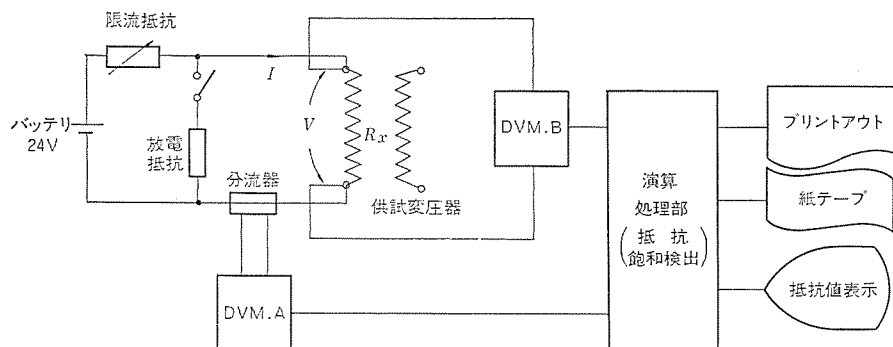 限流抵抗
I
バッテリ
24V
放電
抵抗
分流器
V
Rx
供試変圧器
DVM.A
DVM.B
演算
処理部
(抵抗
飽和検出)
プリントアウト
紙テープ
抵抗値表示